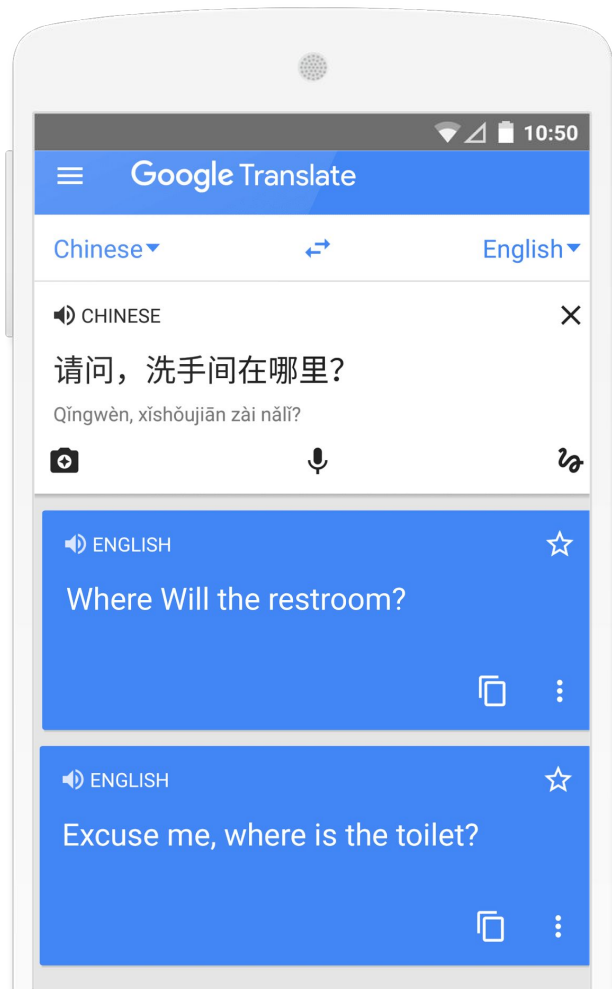 10:50
Google Translate
Chinese English
CHINESE
请问，洗手间在哪里？
Qǐngwèn, xǐshǒujiān zài nǎlǐ?
ENGLISH
Where Will the restroom?
ENGLISH
Excuse me, where is the toilet?